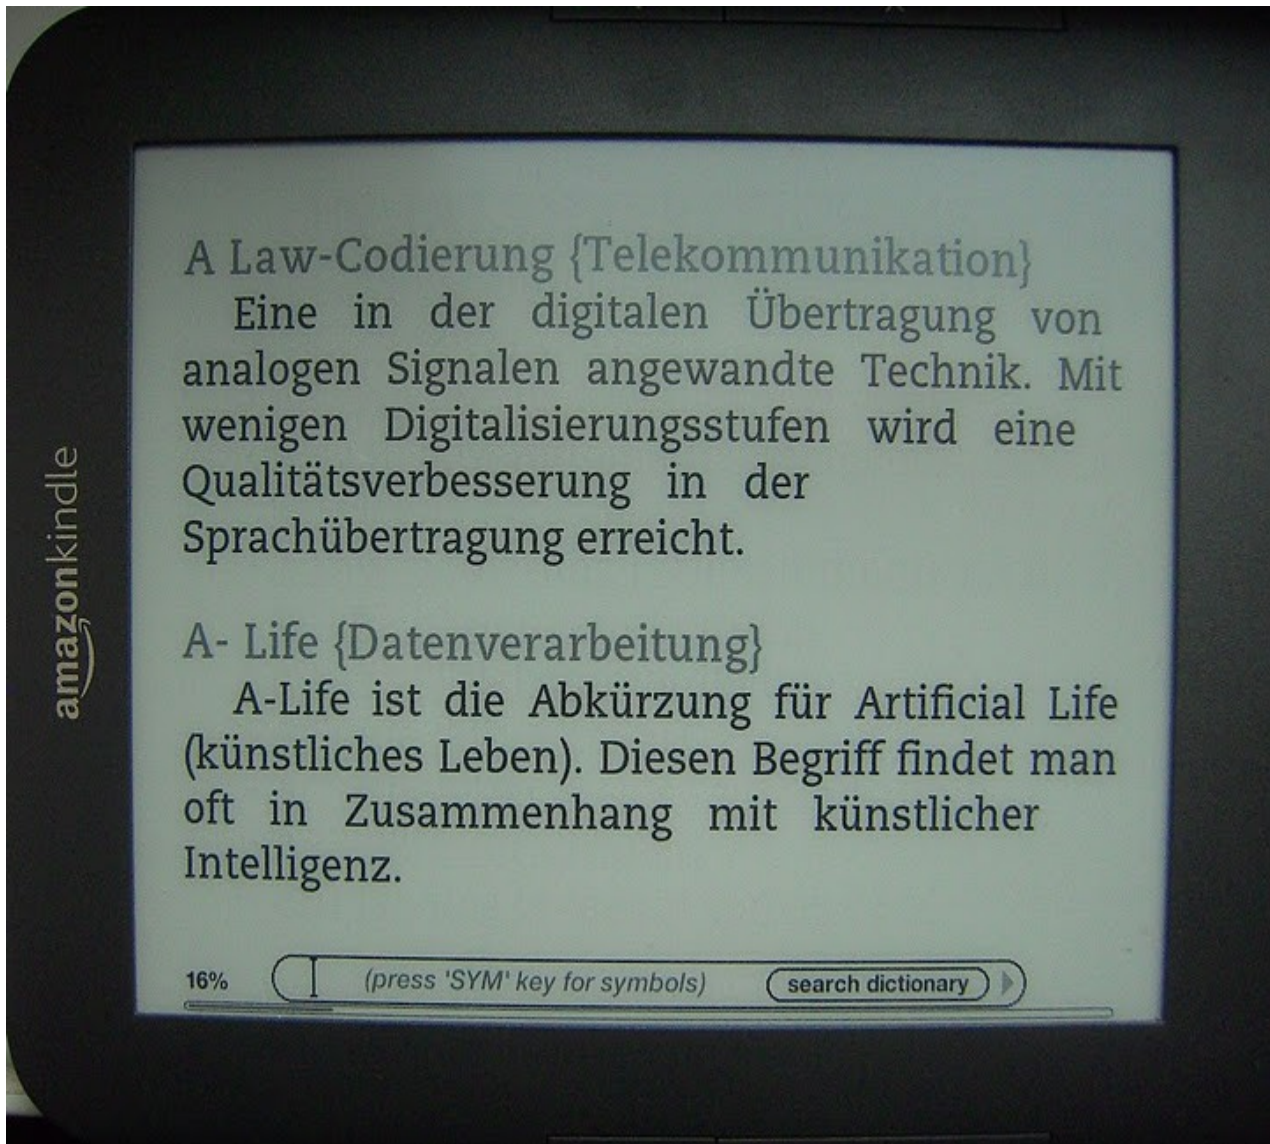 amazonkindle
A Law-Codierung {Telekommunikation}
Eine in der digitalen Übertragung von
analogen Signalen angewandte Technik. Mit
wenigen Digitalisierungsstufen wird eine
Qualitätsverbesserung in der
Sprachübertragung erreicht.
A- Life {Datenverarbeitung}
A-Life ist die Abkürzung für Artificial Life
(künstliches Leben). Diesen Begriff findet man
oft in Zusammenhang mit künstlicher
Intelligenz.
16% (press 'SYM' key for symbols) search dictionary